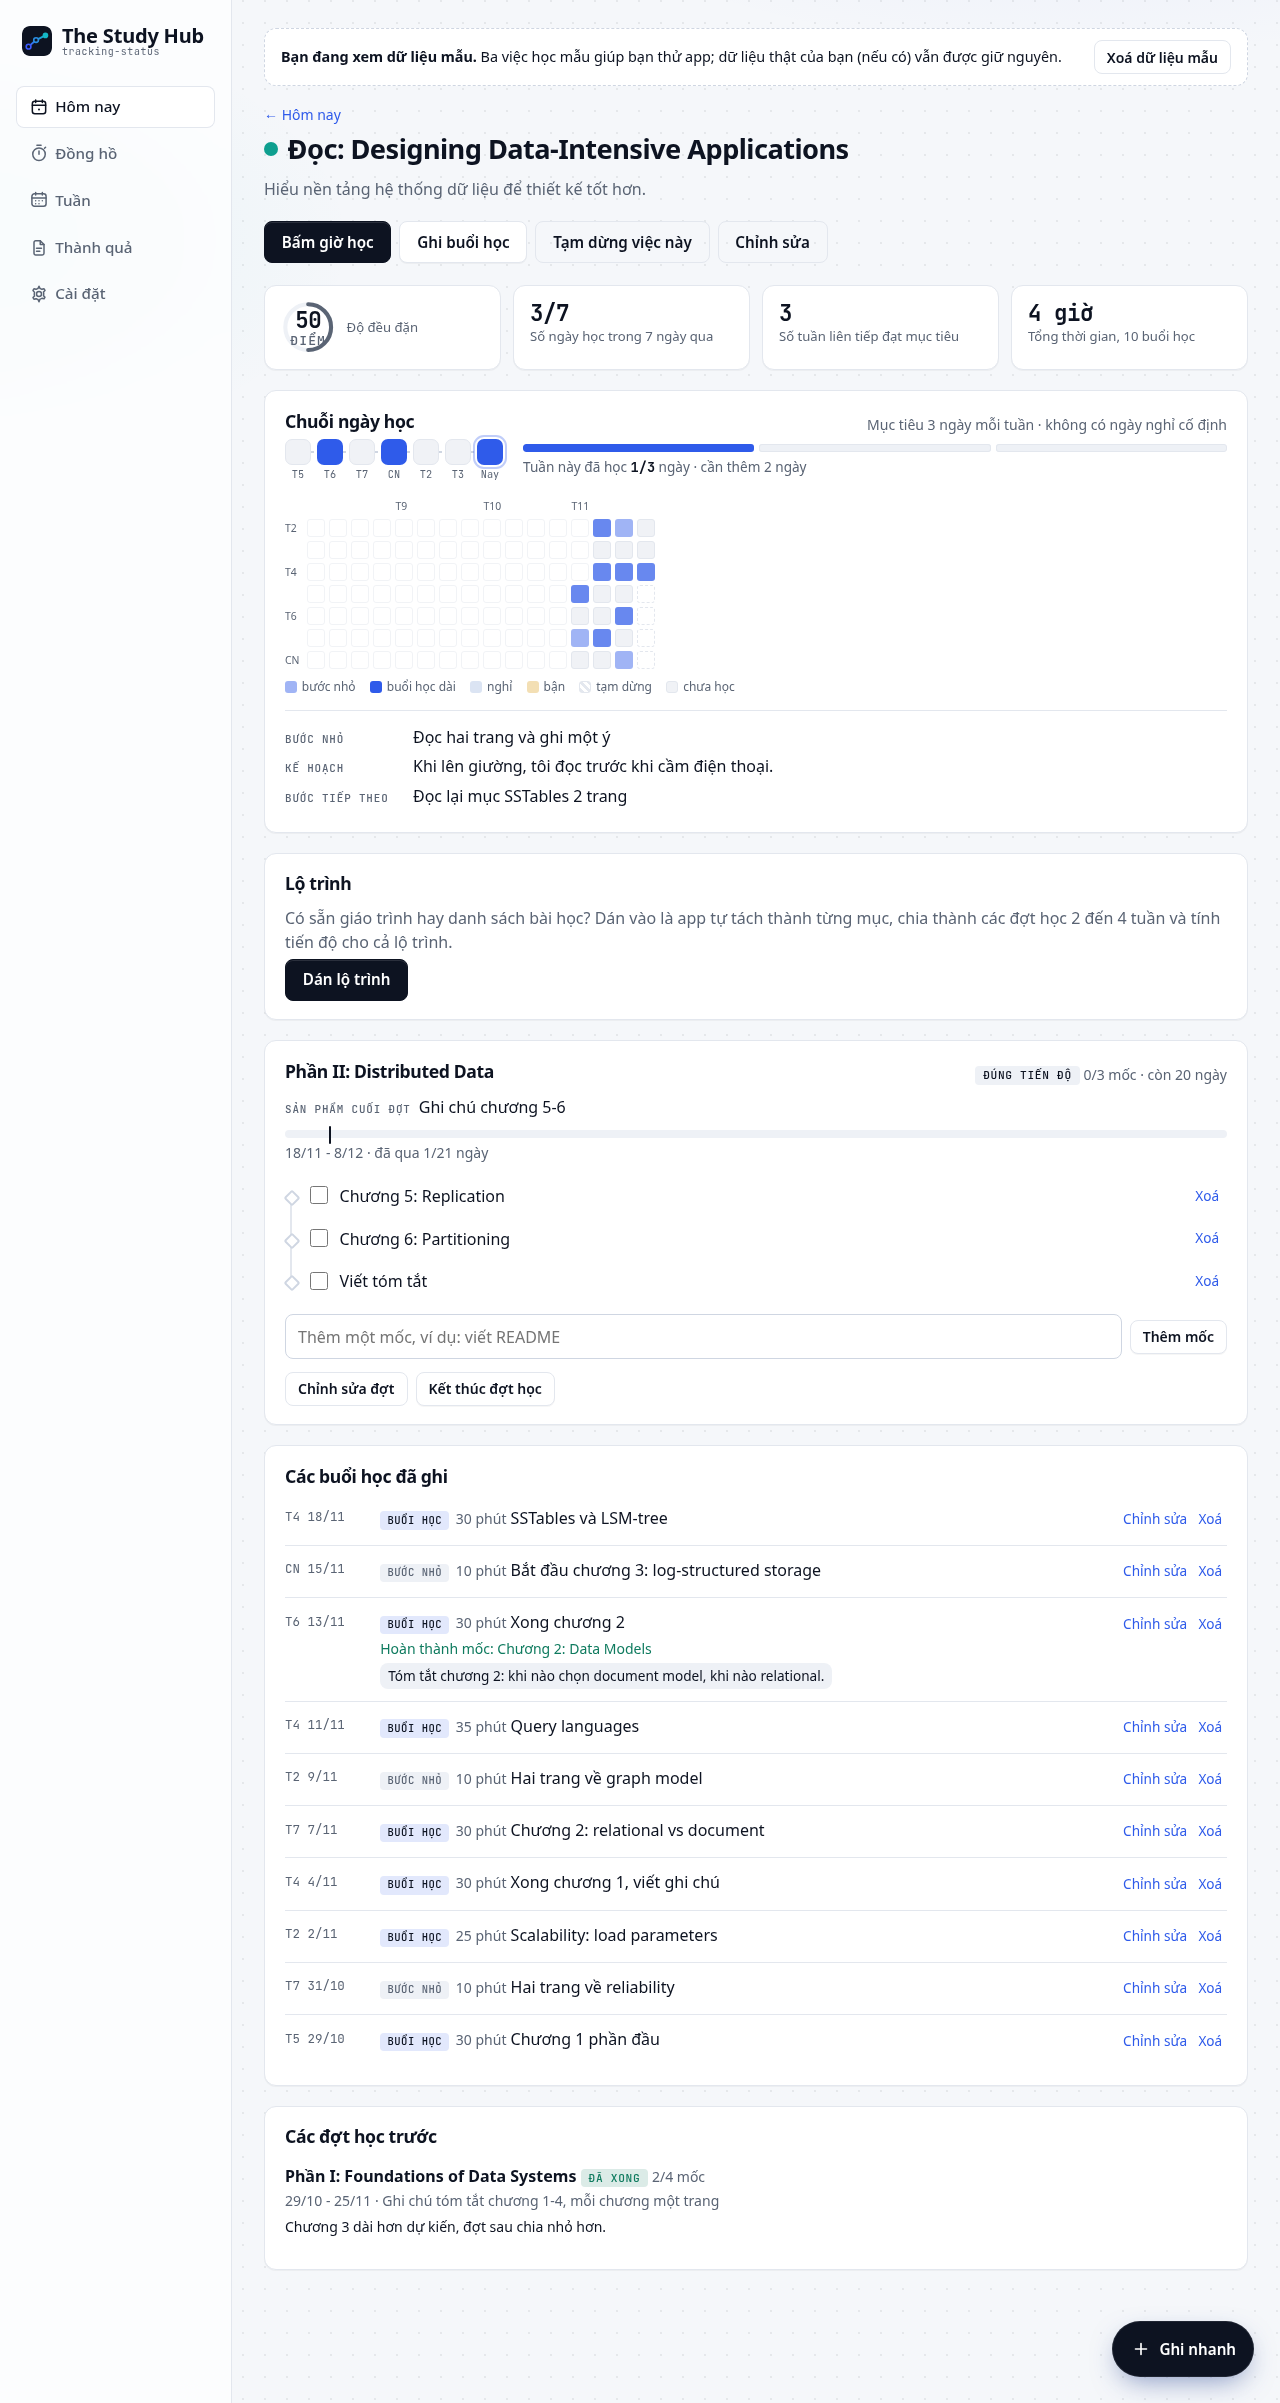 The Study Hub
tracking-status
Hôm nay
Đồng hồ
Tuần
Thành quả
Cài đặt
Bạn đang xem dữ liệu mẫu. Ba việc học mẫu giúp bạn thử app; dữ liệu thật của bạn (nếu có) vẫn được giữ nguyên.
Xoá dữ liệu mẫu
← Hôm nay
Đọc: Designing Data-Intensive Applications
Hiểu nền tảng hệ thống dữ liệu để thiết kế tốt hơn.
Bấm giờ học
Ghi buổi học
Tạm dừng việc này
Chỉnh sửa
50
ĐIỂM
Độ đều đặn
3/7
Số ngày học trong 7 ngày qua
3
Số tuần liên tiếp đạt mục tiêu
4 giờ
Tổng thời gian, 10 buổi học
Chuỗi ngày học
Mục tiêu 3 ngày mỗi tuần · không có ngày nghỉ cố định
T5 T6 T7 CN T2 T3 Nay
Tuần này đã học 1/3 ngày · cần thêm 2 ngày
T9 T10 T11
T2
T4
T6
CN
bước nhỏ buổi học dài nghỉ bận tạm dừng chưa học
BƯỚC NHỎ Đọc hai trang và ghi một ý
KẾ HOẠCH Khi lên giường, tôi đọc trước khi cầm điện thoại.
BƯỚC TIẾP THEO Đọc lại mục SSTables 2 trang
Lộ trình
Có sẵn giáo trình hay danh sách bài học? Dán vào là app tự tách thành từng mục, chia thành các đợt học 2 đến 4 tuần và tính
tiến độ cho cả lộ trình.
Dán lộ trình
Phần II: Distributed Data
ĐÚNG TIẾN ĐỘ 0/3 mốc · còn 20 ngày
SẢN PHẨM CUỐI ĐỢT Ghi chú chương 5-6
18/11 - 8/12 · đã qua 1/21 ngày
Chương 5: Replication Xoá
Chương 6: Partitioning Xoá
Viết tóm tắt Xoá
Thêm một mốc, ví dụ: viết README
Thêm mốc
Chỉnh sửa đợt
Kết thúc đợt học
Các buổi học đã ghi
T4 18/11 BUỔI HỌC 30 phút SSTables và LSM-tree Chỉnh sửa Xoá
CN 15/11 BƯỚC NHỎ 10 phút Bắt đầu chương 3: log-structured storage Chỉnh sửa Xoá
T6 13/11 BUỔI HỌC 30 phút Xong chương 2 Chỉnh sửa Xoá
Hoàn thành mốc: Chương 2: Data Models
Tóm tắt chương 2: khi nào chọn document model, khi nào relational.
T4 11/11 BUỔI HỌC 35 phút Query languages Chỉnh sửa Xoá
T2 9/11 BƯỚC NHỎ 10 phút Hai trang về graph model Chỉnh sửa Xoá
T7 7/11 BUỔI HỌC 30 phút Chương 2: relational vs document Chỉnh sửa Xoá
T4 4/11 BUỔI HỌC 30 phút Xong chương 1, viết ghi chú Chỉnh sửa Xoá
T2 2/11 BUỔI HỌC 25 phút Scalability: load parameters Chỉnh sửa Xoá
T7 31/10 BƯỚC NHỎ 10 phút Hai trang về reliability Chỉnh sửa Xoá
T5 29/10 BUỔI HỌC 30 phút Chương 1 phần đầu Chỉnh sửa Xoá
Các đợt học trước
Phần I: Foundations of Data Systems ĐÃ XONG 2/4 mốc
29/10 - 25/11 · Ghi chú tóm tắt chương 1-4, mỗi chương một trang
Chương 3 dài hơn dự kiến, đợt sau chia nhỏ hơn.
Ghi nhanh